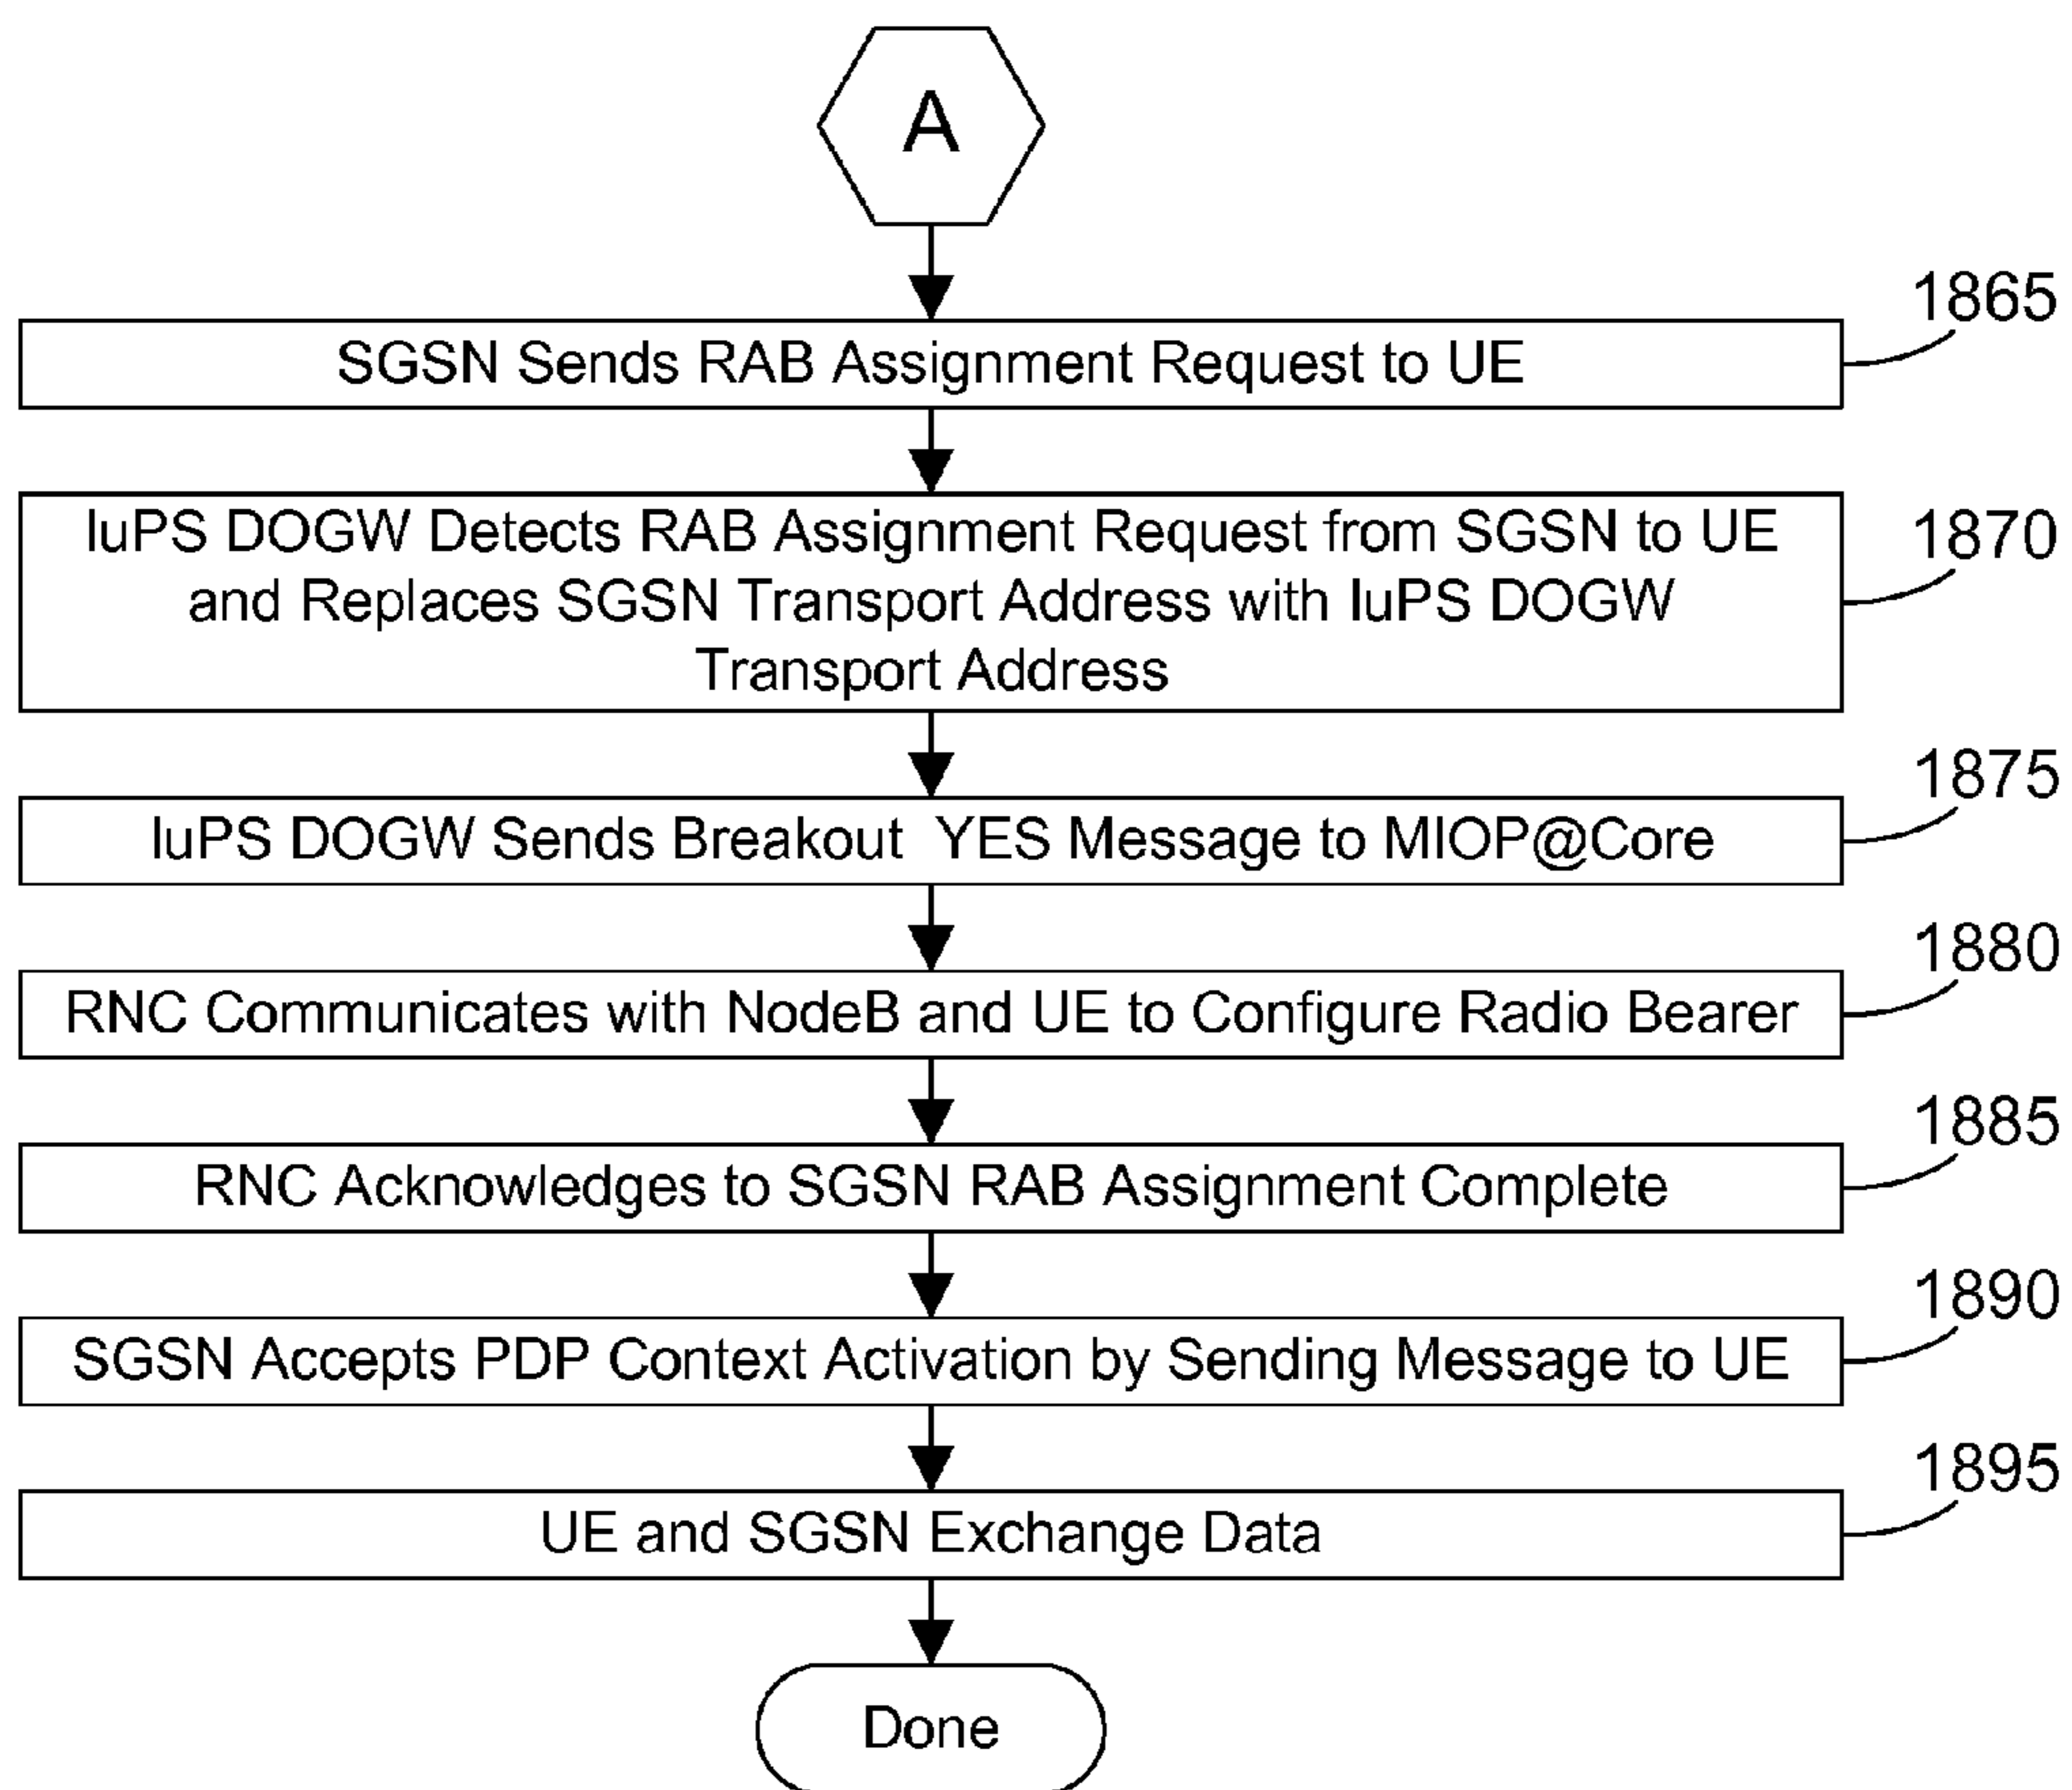 A
1865
SGSN Sends RAB Assignment Request to UE
1870
IuPS DOGW Detects RAB Assignment Request from SGSN to UE
and Replaces SGSN Transport Address with IuPS DOGW
Transport Address
1875
IuPS DOGW Sends Breakout YES Message to MIOP@Core
1880
RNC Communicates with NodeB and UE to Configure Radio Bearer
1885
RNC Acknowledges to SGSN RAB Assignment Complete
1890
SGSN Accepts PDP Context Activation by Sending Message to UE
1895
UE and SGSN Exchange Data
Done